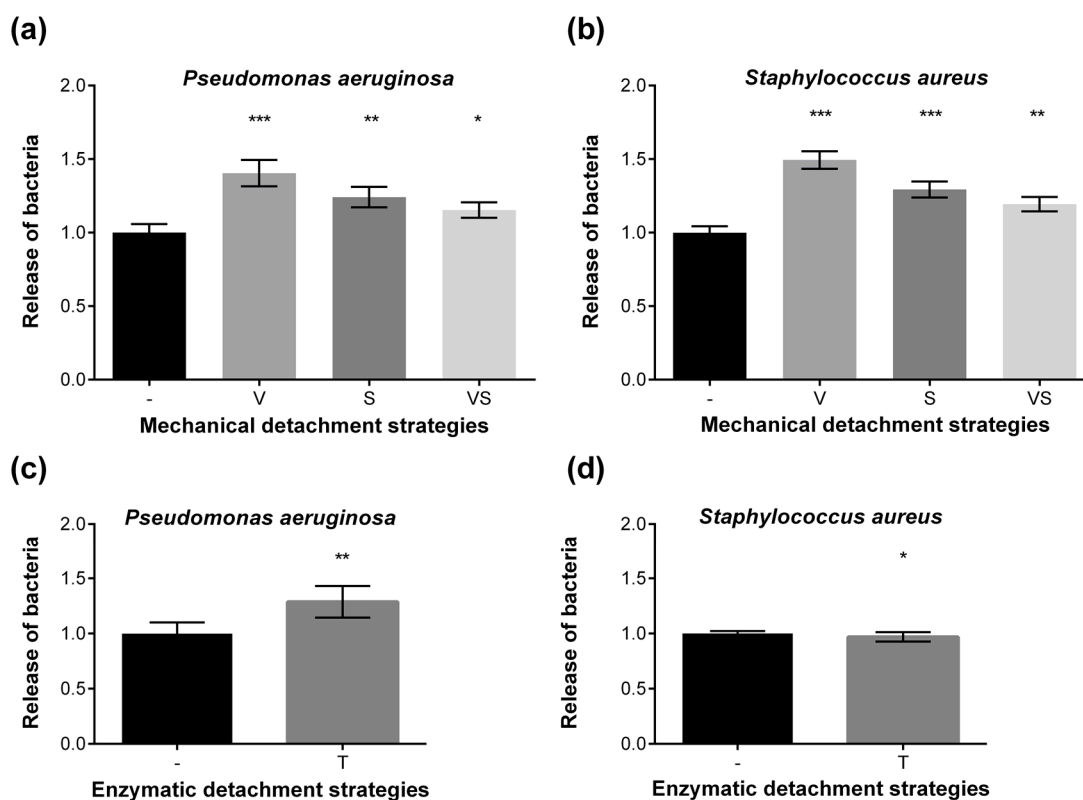 (a)
Pseudomonas aeruginosa
Release of bacteria
2.0
1.5
1.0
0.5
0.0
*** ** *
- V S VS
Mechanical detachment strategies
(b)
Staphylococcus aureus
Release of bacteria
2.0
1.5
1.0
0.5
0.0
*** *** **
- V S VS
Mechanical detachment strategies
(c)
Pseudomonas aeruginosa
Release of bacteria
2.0
1.5
1.0
0.5
0.0
**
- T
Enzymatic detachment strategies
(d)
Staphylococcus aureus
Release of bacteria
2.0
1.5
1.0
0.5
0.0
*
- T
Enzymatic detachment strategies